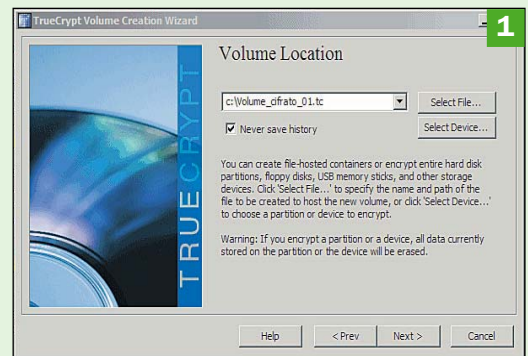 TrueCrypt Volume Creation Wizard
1
TRUECRYPT
Volume Location
c:\Volume_cifrato_01.tc
Select File...
Never save history
Select Device...
You can create file-hosted containers or encrypt entire hard disk
partitions, floppy disks, USB memory sticks, and other storage
devices. Click 'Select File...' to specify the name and path of the
file to be created to host the new volume, or click 'Select Device...'
to choose a partition or device to encrypt.
Warning: If you encrypt a partition or a device, all data currently
stored on the partition or the device will be erased.
Help
< Prev
Next >
Cancel